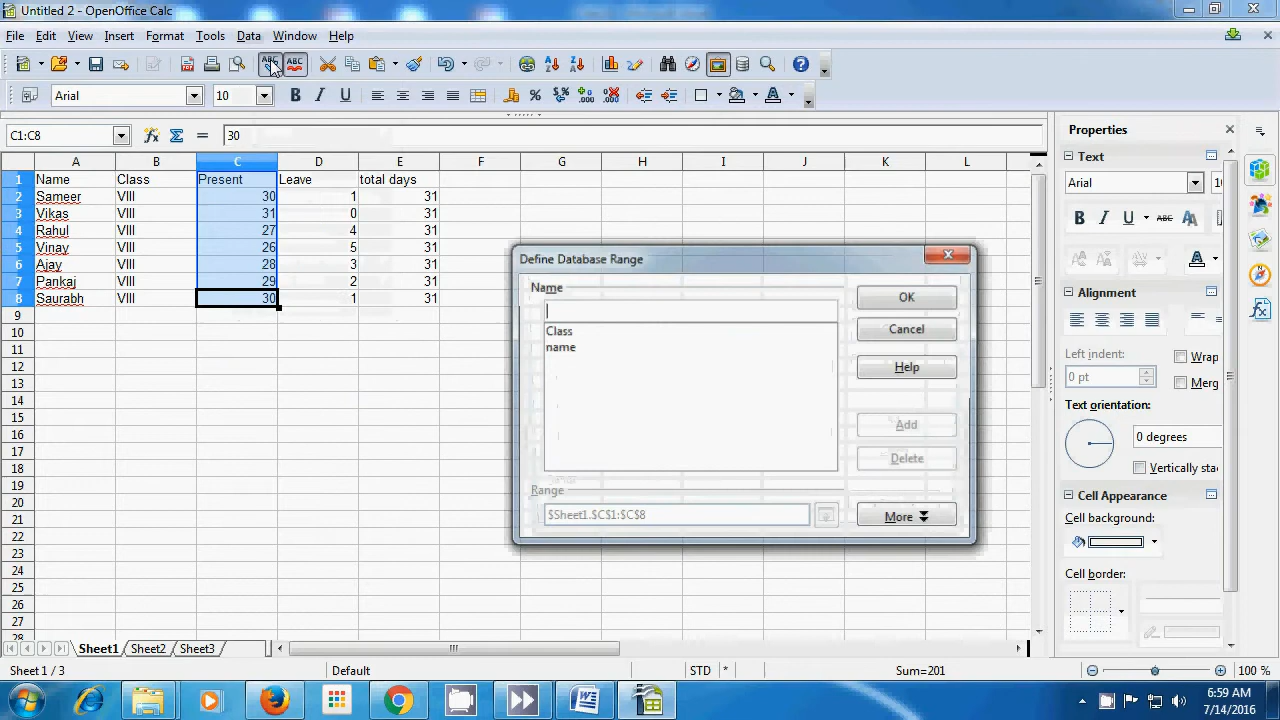 Untitled 2 - OpenOffice Calc
File Edit View Insert Format Tools Data Window Help
ABC ABC
Arial 10
C1:C8 30
A B C D E F G H I J K L
1 Name Class Present Leave total days
2 Sameer VIII 30 1 31
3 Vikas VIII 31 0 31
4 Rahul VIII 27 4 31
5 Vinay VIII 26 5 31
6 Ajay VIII 28 3 31
7 Pankaj VIII 29 2 31
8 Saurabh VIII 30 1 31
9
10
11
12
13
14
15
16
17
18
19
20
21
22
23
24
25
26
27
28
Define Database Range
Name
Class
name
OK
Cancel
Help
Add
Delete
Range
$Sheet1.$C$1:$C$8
More
Properties
Text
Arial
B I U ABC
Alignment
Left indent:
Wrap
0 pt
Merg
Text orientation:
0 degrees
Vertically sta
Cell Appearance
Cell background:
Cell border:
Sheet1 Sheet2 Sheet3
Sheet 1 / 3 Default STD * Sum=201 100 %
6:59 AM
7/14/2016